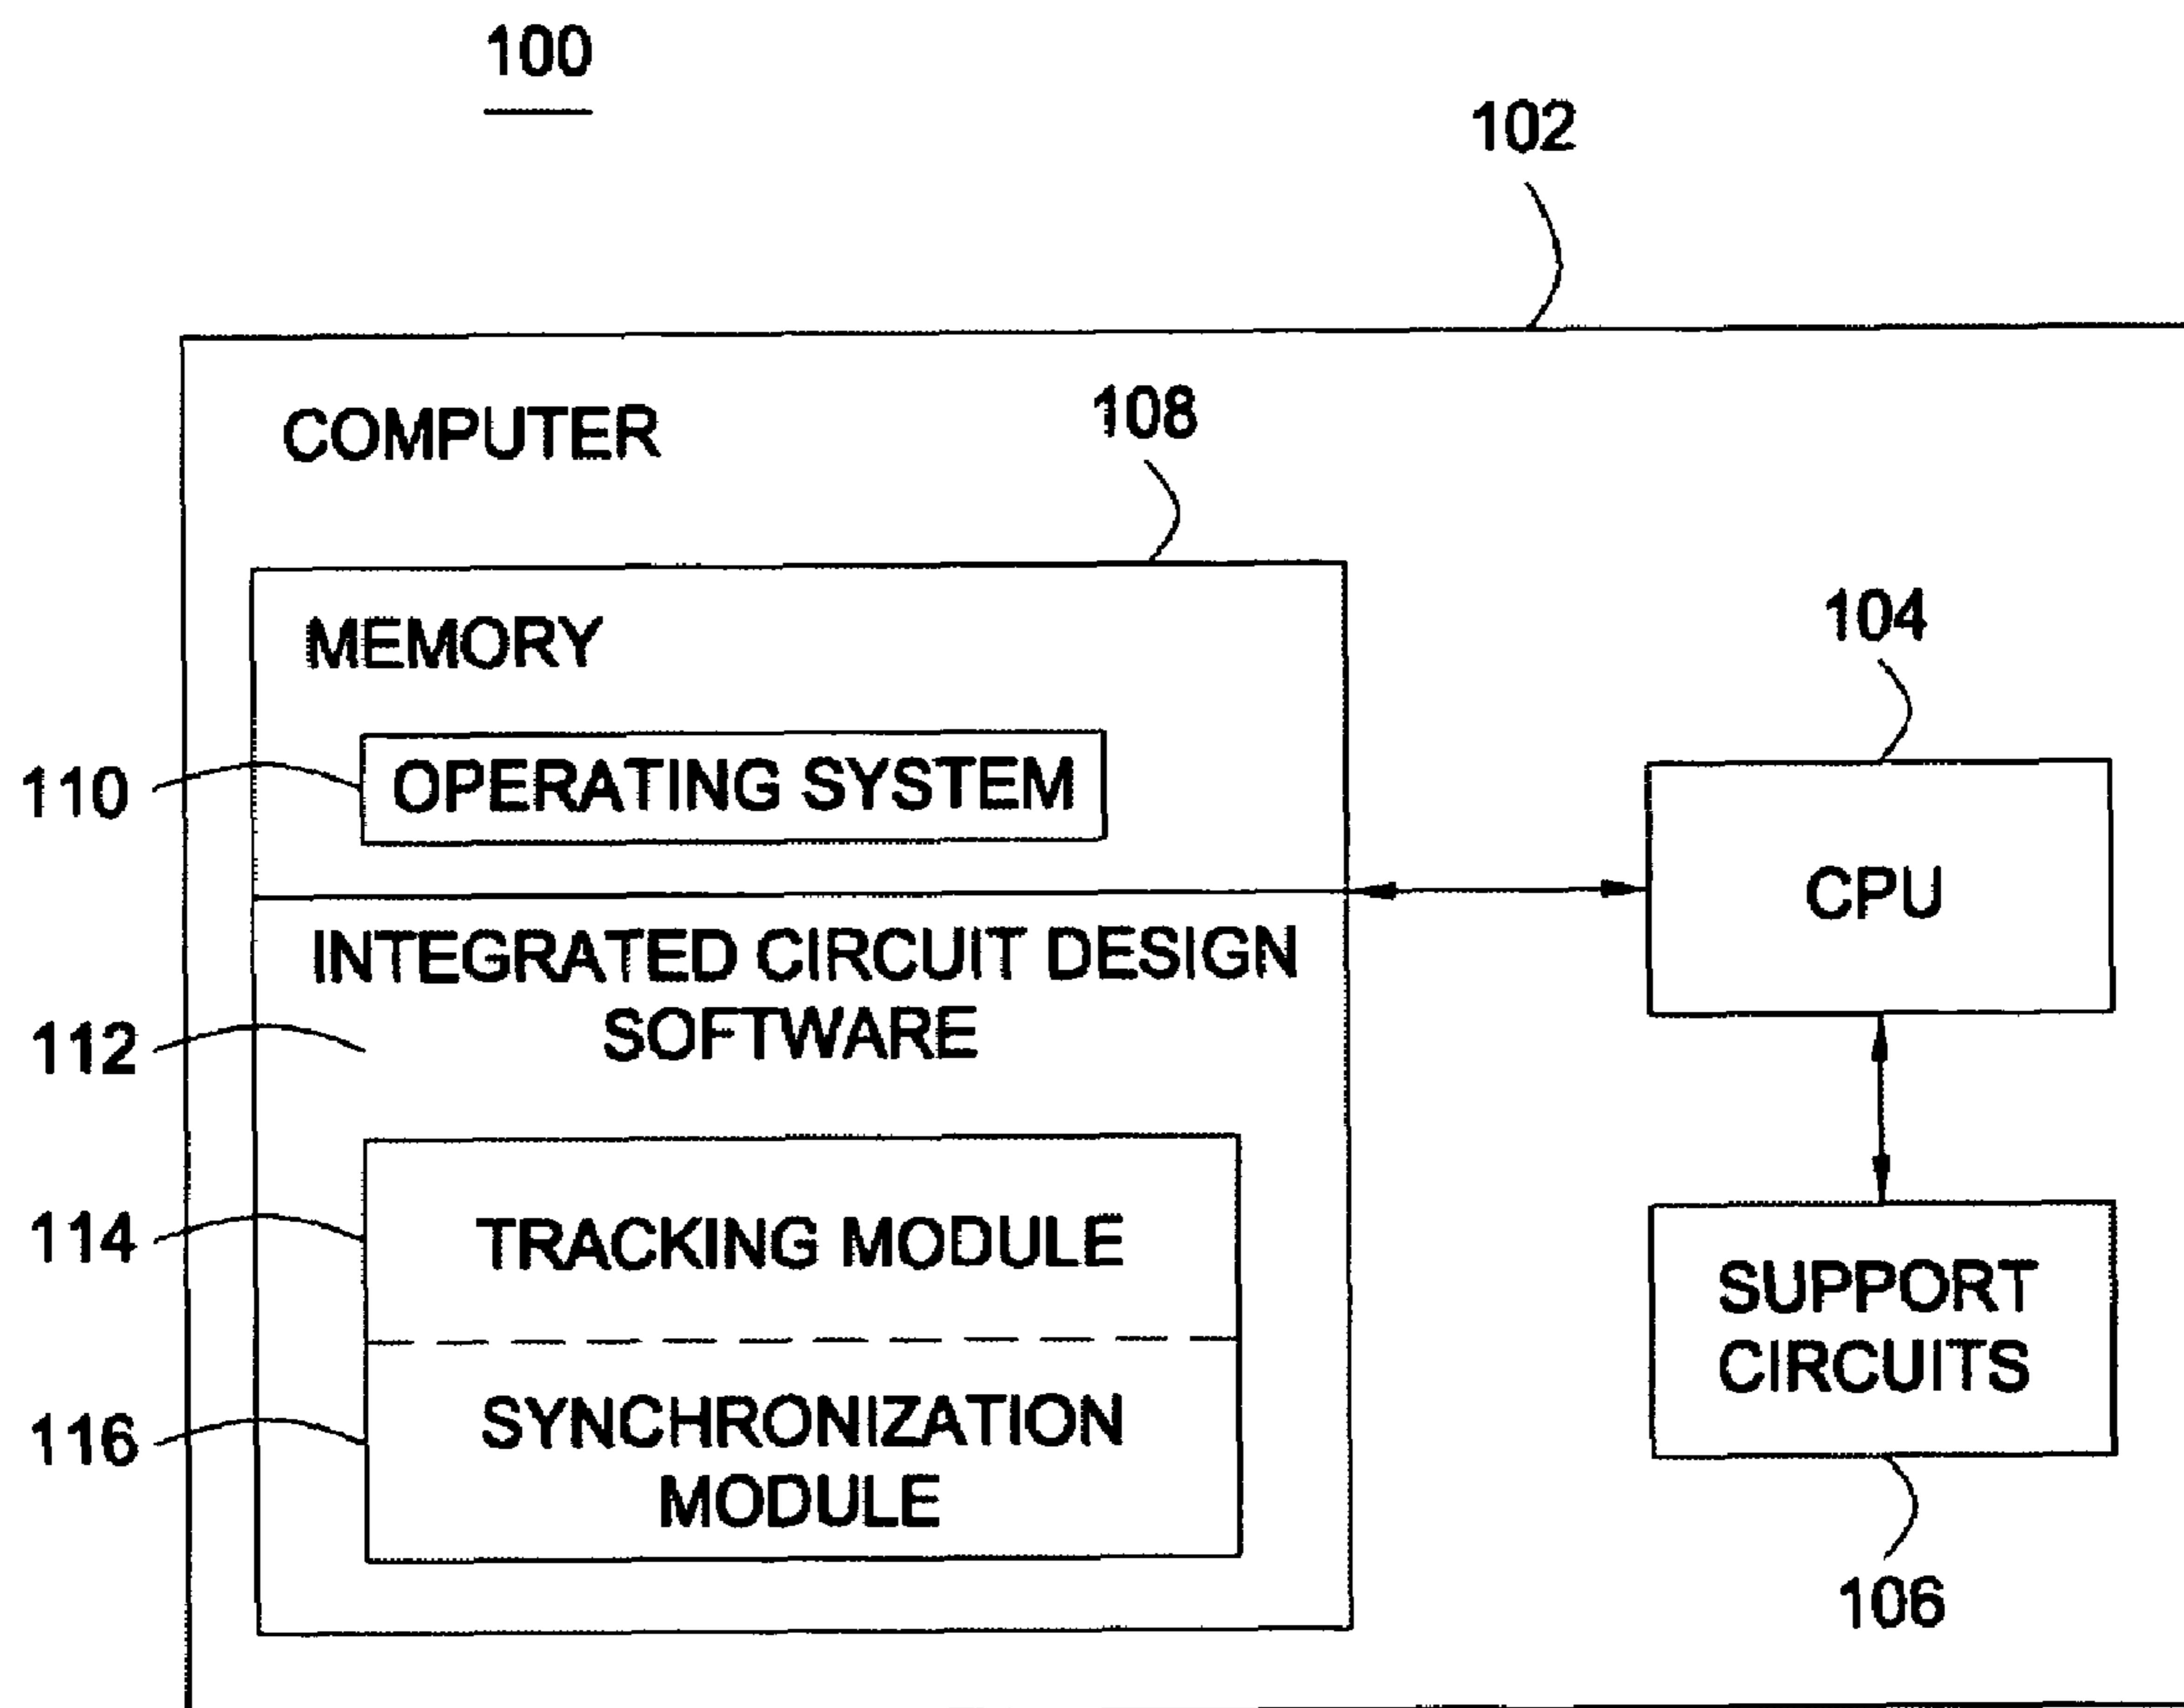 100
102
COMPUTER
108
MEMORY
104
110
OPERATING SYSTEM
CPU
INTEGRATED CIRCUIT DESIGN
SOFTWARE
112
114
TRACKING MODULE
SUPPORT
CIRCUITS
116
SYNCHRONIZATION
MODULE
106